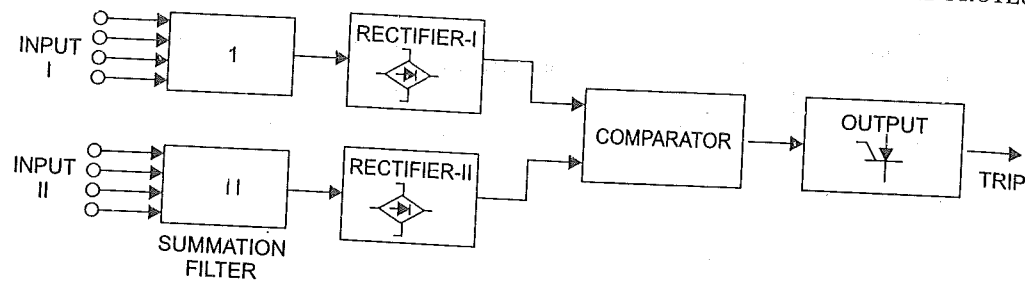 INPUT
I
1
RECTIFIER-I
COMPARATOR
OUTPUT
TRIP
INPUT
II
II
RECTIFIER-II
SUMMATION
FILTER